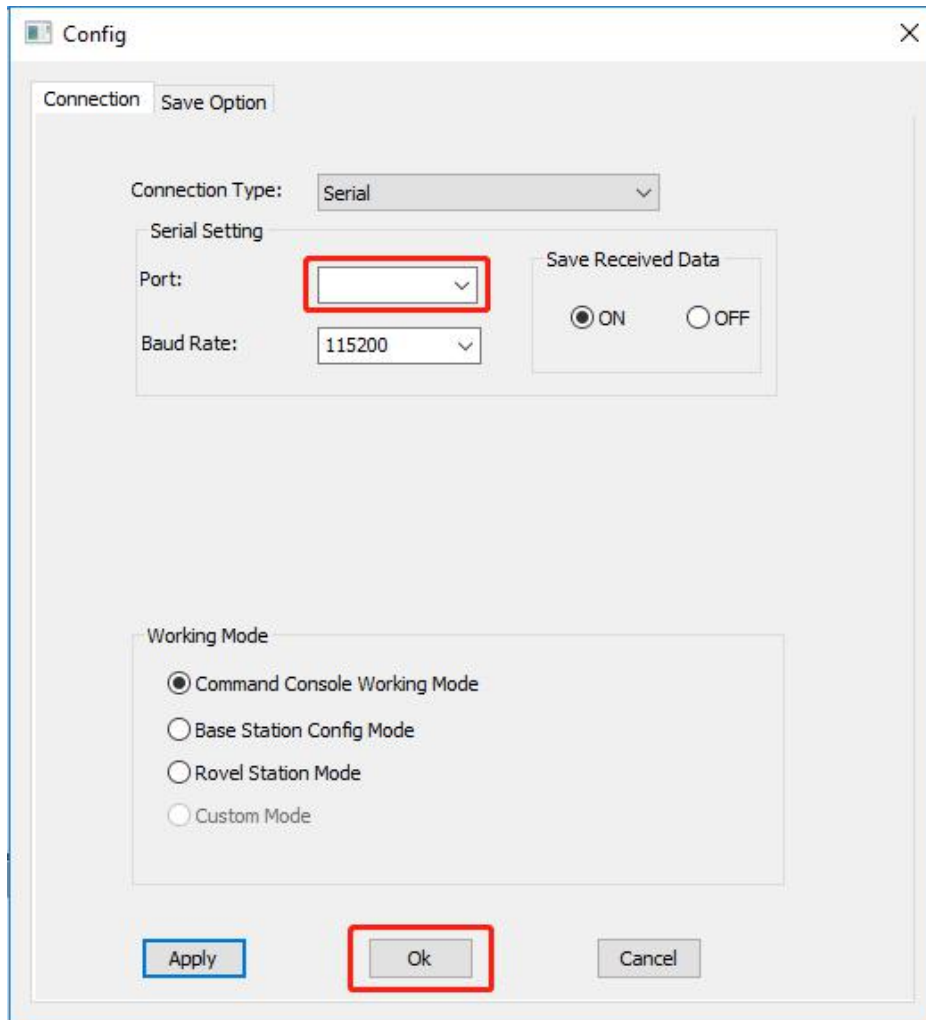 Config
Connection Save Option
Connection Type: Serial
Serial Setting
Port:
Save Received Data
ON OFF
Baud Rate: 115200
Working Mode
Command Console Working Mode
Base Station Config Mode
Rovel Station Mode
Custom Mode
Apply Ok Cancel